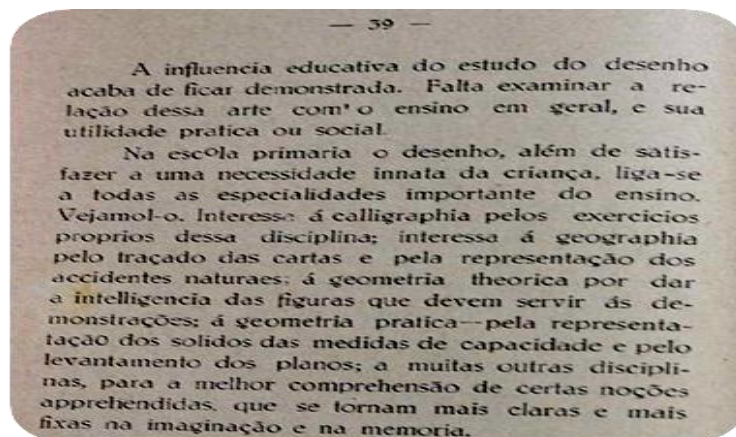 — 39 —
A influencia educativa do estudo do desenho
acaba de ficar demonstrada. Falta examinar a re-
lação dessa arte com' o ensino em geral, e sua
utilidade pratica ou social.
Na escola primaria o desenho, além de satis-
fazer a uma necessidade innata da criança, liga-se
a todas as especialidades importante do ensino.
Vejamol-o. Interessa á calligraphia pelos exercicios
proprios dessa disciplina; interessa á geographia
pelo traçado das cartas e pela representação dos
accidentes naturaes; á geometria theorica por dar
a intelligencia das figuras que devem servir ás de-
monstrações; á geometria pratica—pela representa-
tação dos solidos das medidas de capacidade e pelo
levantamento dos planos; a muitas outras discipli-
nas, para a melhor comprehensão de certas noções
apprehendidas, que se tornam mais claras e mais
fixas na imaginação e na memoria.